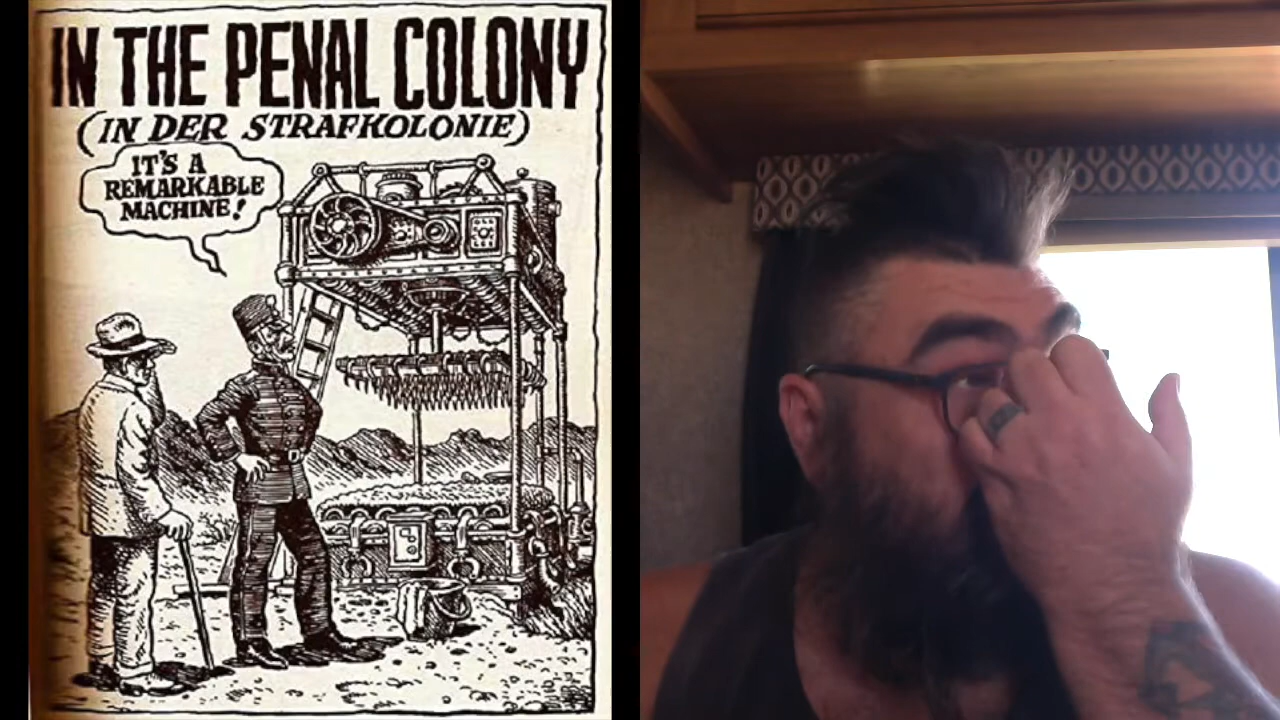 IN THE PENAL COLONY
(IN DER STRAFKOLONIE)
IT'S A
REMARKABLE
MACHINE!